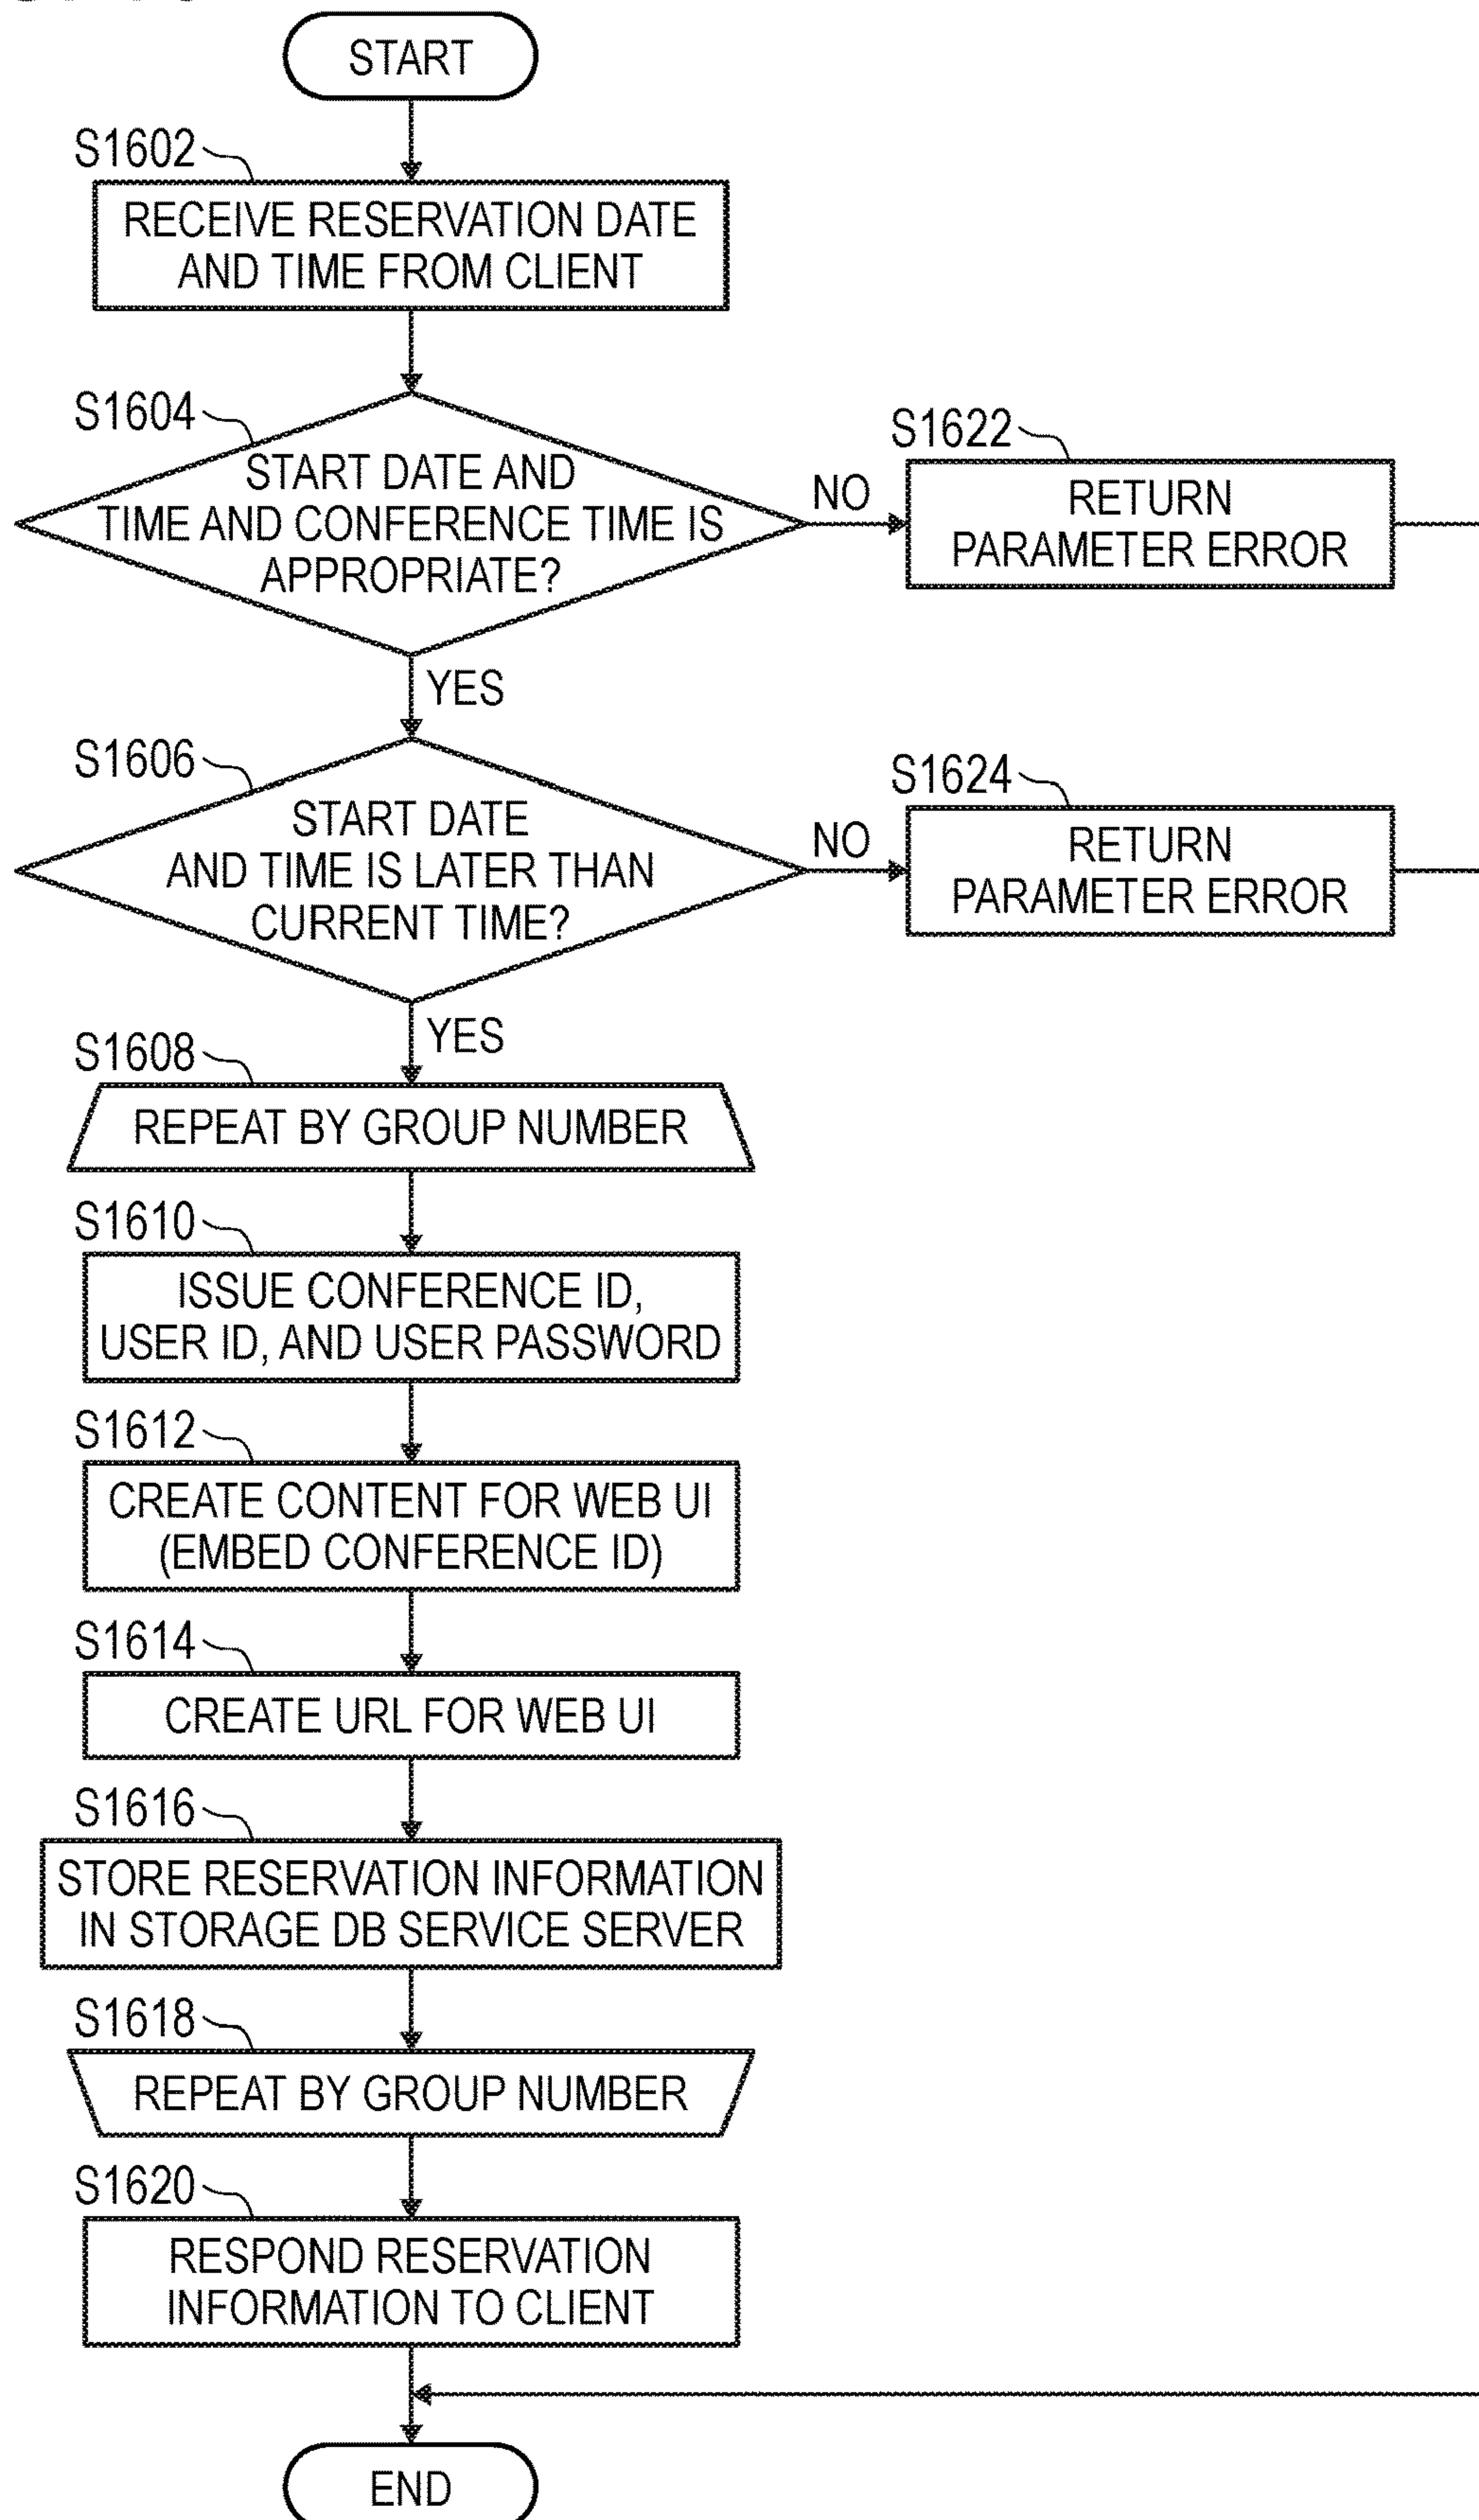 START
S1602
RECEIVE RESERVATION DATE
AND TIME FROM CLIENT
S1604
START DATE AND
TIME AND CONFERENCE TIME IS
APPROPRIATE?
NO
S1622
RETURN
PARAMETER ERROR
YES
S1606
START DATE
AND TIME IS LATER THAN
CURRENT TIME?
NO
S1624
RETURN
PARAMETER ERROR
YES
S1608
REPEAT BY GROUP NUMBER
S1610
ISSUE CONFERENCE ID,
USER ID, AND USER PASSWORD
S1612
CREATE CONTENT FOR WEB UI
(EMBED CONFERENCE ID)
S1614
CREATE URL FOR WEB UI
S1616
STORE RESERVATION INFORMATION
IN STORAGE DB SERVICE SERVER
S1618
REPEAT BY GROUP NUMBER
S1620
RESPOND RESERVATION
INFORMATION TO CLIENT
END